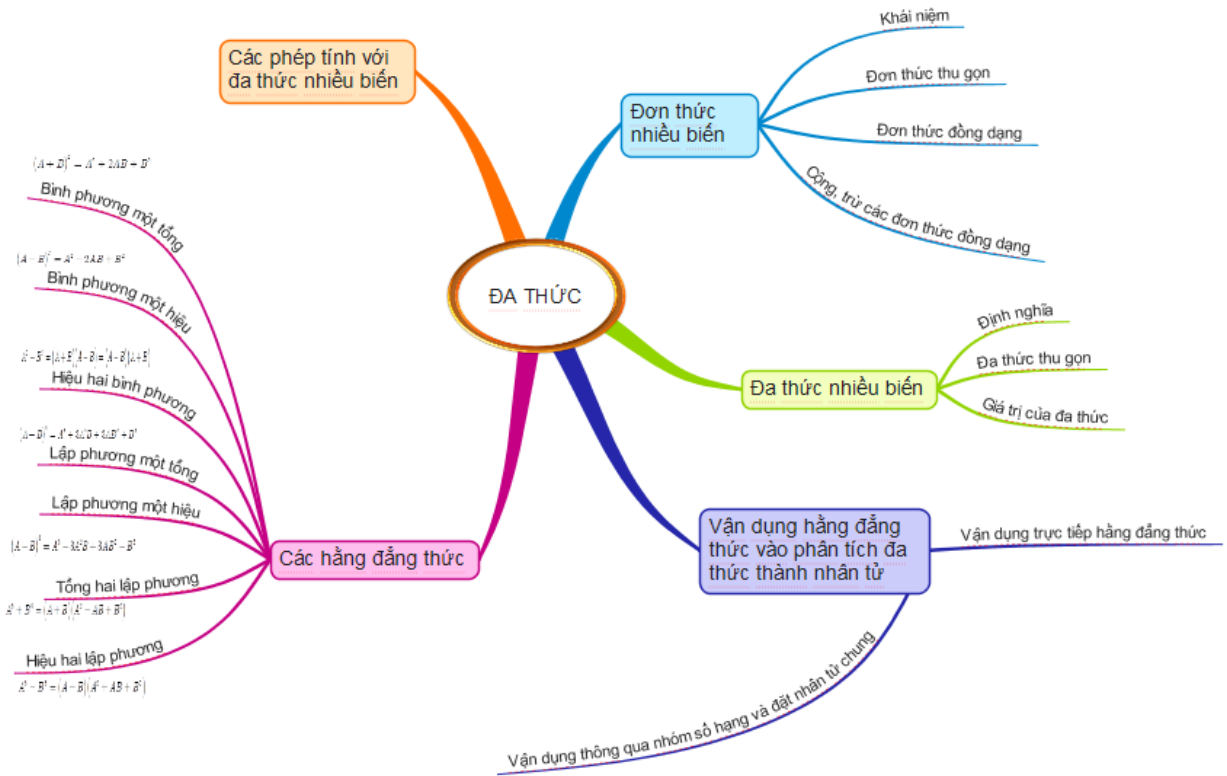 Các phép tính với
đa thức nhiều biến
Đơn thức
nhiều biến
Khái niệm
Đơn thức thu gọn
Đơn thức đồng dạng
Cộng, trừ các đơn thức đồng dạng
ĐA THỨC
Đa thức nhiều biến
Định nghĩa
Đa thức thu gọn
Giá trị của đa thức
Vận dụng hằng đẳng
thức vào phân tích đa
thức thành nhân tử
Vận dụng trực tiếp hằng đẳng thức
Vận dụng thông qua nhóm số hạng và đặt nhân tử chung
Các hằng đẳng thức
Bình phương một tổng
Bình phương một hiệu
Hiệu hai bình phương
Lập phương một tổng
Lập phương một hiệu
Tổng hai lập phương
Hiệu hai lập phương